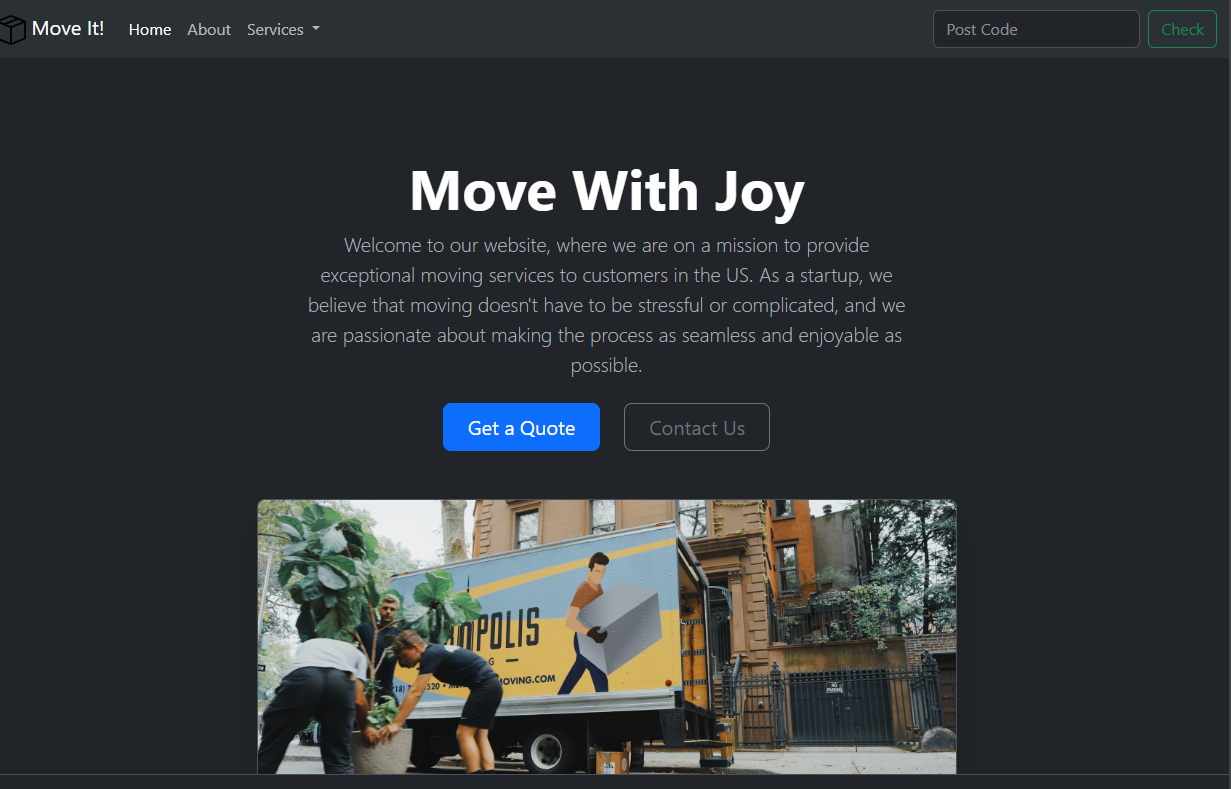 Move It! Home About Services Post Code Check
Move With Joy
Welcome to our website, where we are on a mission to provide
exceptional moving services to customers in the US. As a startup, we
believe that moving doesn't have to be stressful or complicated, and we
are passionate about making the process as seamless and enjoyable as
possible.
Get a Quote Contact Us
POLIS
MOVING.COM
NO
PARKING